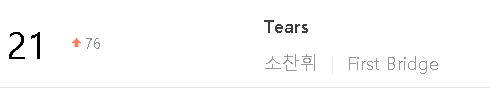 21
76
Tears
소찬휘 | First Bridge